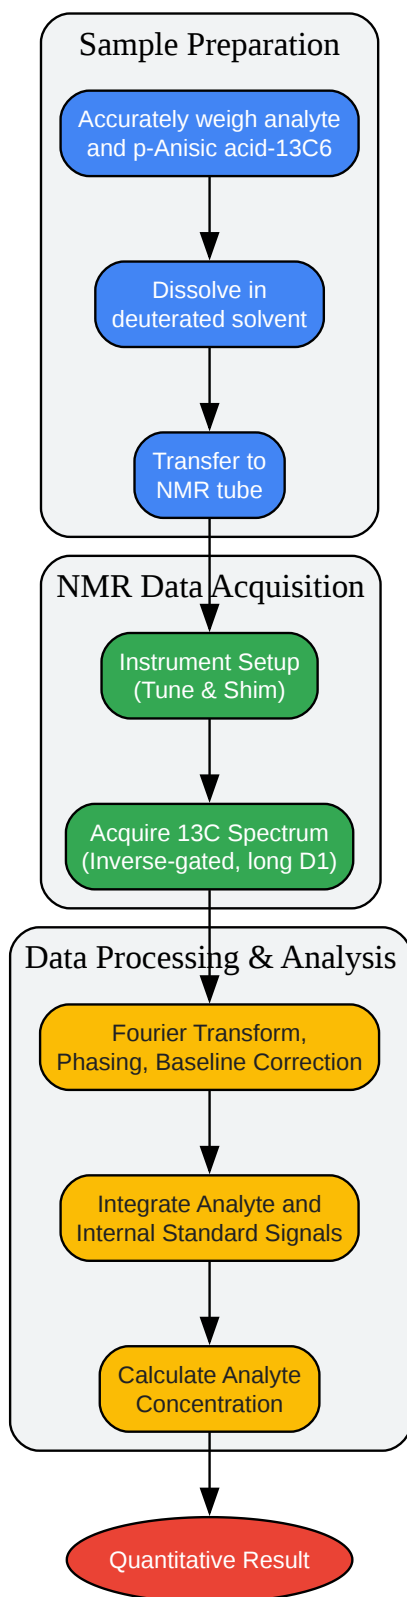 Sample Preparation
Accurately weigh analyte
and p-Anisic acid-13C6
Dissolve in
deuterated solvent
Transfer to
NMR tube
NMR Data Acquisition
Instrument Setup
(Tune & Shim)
Acquire 13C Spectrum
(Inverse-gated, long D1)
Data Processing & Analysis
Fourier Transform,
Phasing, Baseline Correction
Integrate Analyte and
Internal Standard Signals
Calculate Analyte
Concentration
Quantitative Result